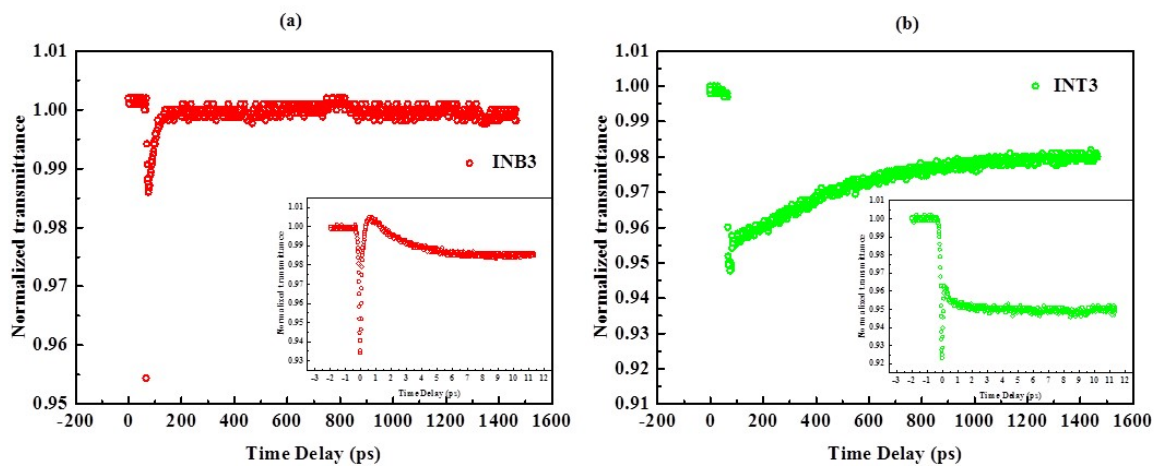 (a)
1.01
1.00
0.99
0.98
0.97
0.96
0.95
Normalized transmittance
-200 0 200 400 600 800 1000 1200 1400 1600
Time Delay (ps)
INB3
1.01
1.00
0.99
0.98
0.97
0.96
0.95
0.94
0.93
Normalized transmittance
-3 -2 -1 0 1 2 3 4 5 6 7 8 9 10 11 12
Time Delay (ps)
(b)
1.01
1.00
0.99
0.98
0.97
0.96
0.95
0.94
0.93
0.92
0.91
Normalized transmittance
-200 0 200 400 600 800 1000 1200 1400 1600
Time Delay (ps)
INT3
1.01
1.00
0.99
0.98
0.97
0.96
0.95
0.94
0.93
0.92
Normalized transmittance
-3 -2 -1 0 1 2 3 4 5 6 7 8 9 10 11 12
Time Delay (ps)